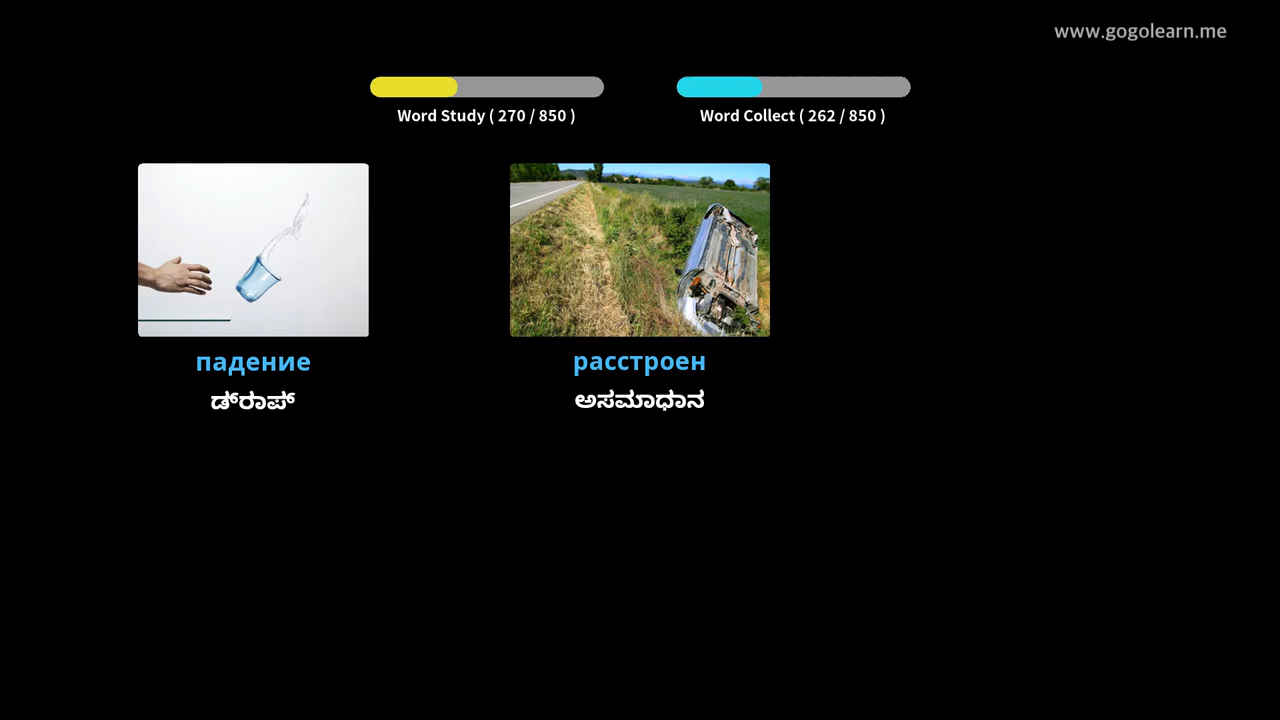 www.gogolearn.me
Word Study ( 270 / 850 )
Word Collect ( 262 / 850 )
падение
ಡ್ರಾಪ್
расстроен
ಅಸಮಾಧಾನ